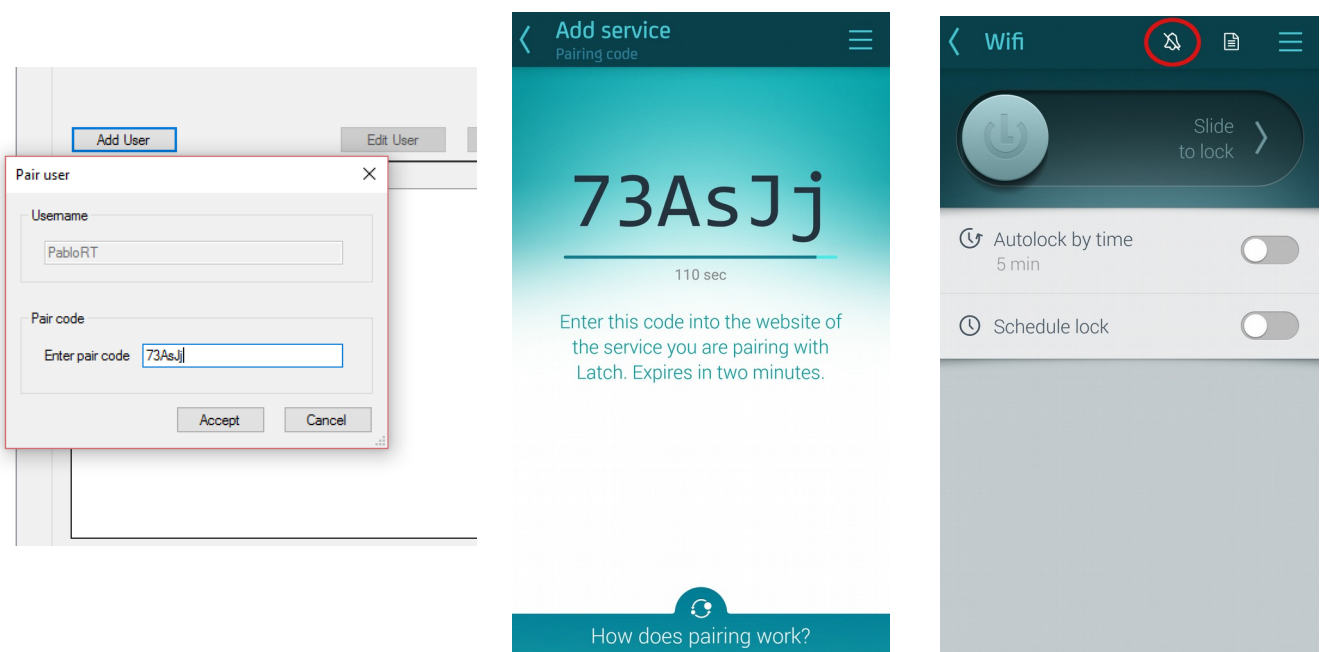 Add User
Edit User
Pair user
Username
PabloRT
Pair code
Enter pair code 73AsJj
Accept Cancel
Add service
Pairing code
73AsJj
110 sec
Enter this code into the website of
the service you are pairing with
Latch. Expires in two minutes.
How does pairing work?
Wifi
Slide
to lock
Autolock by time
5 min
Schedule lock